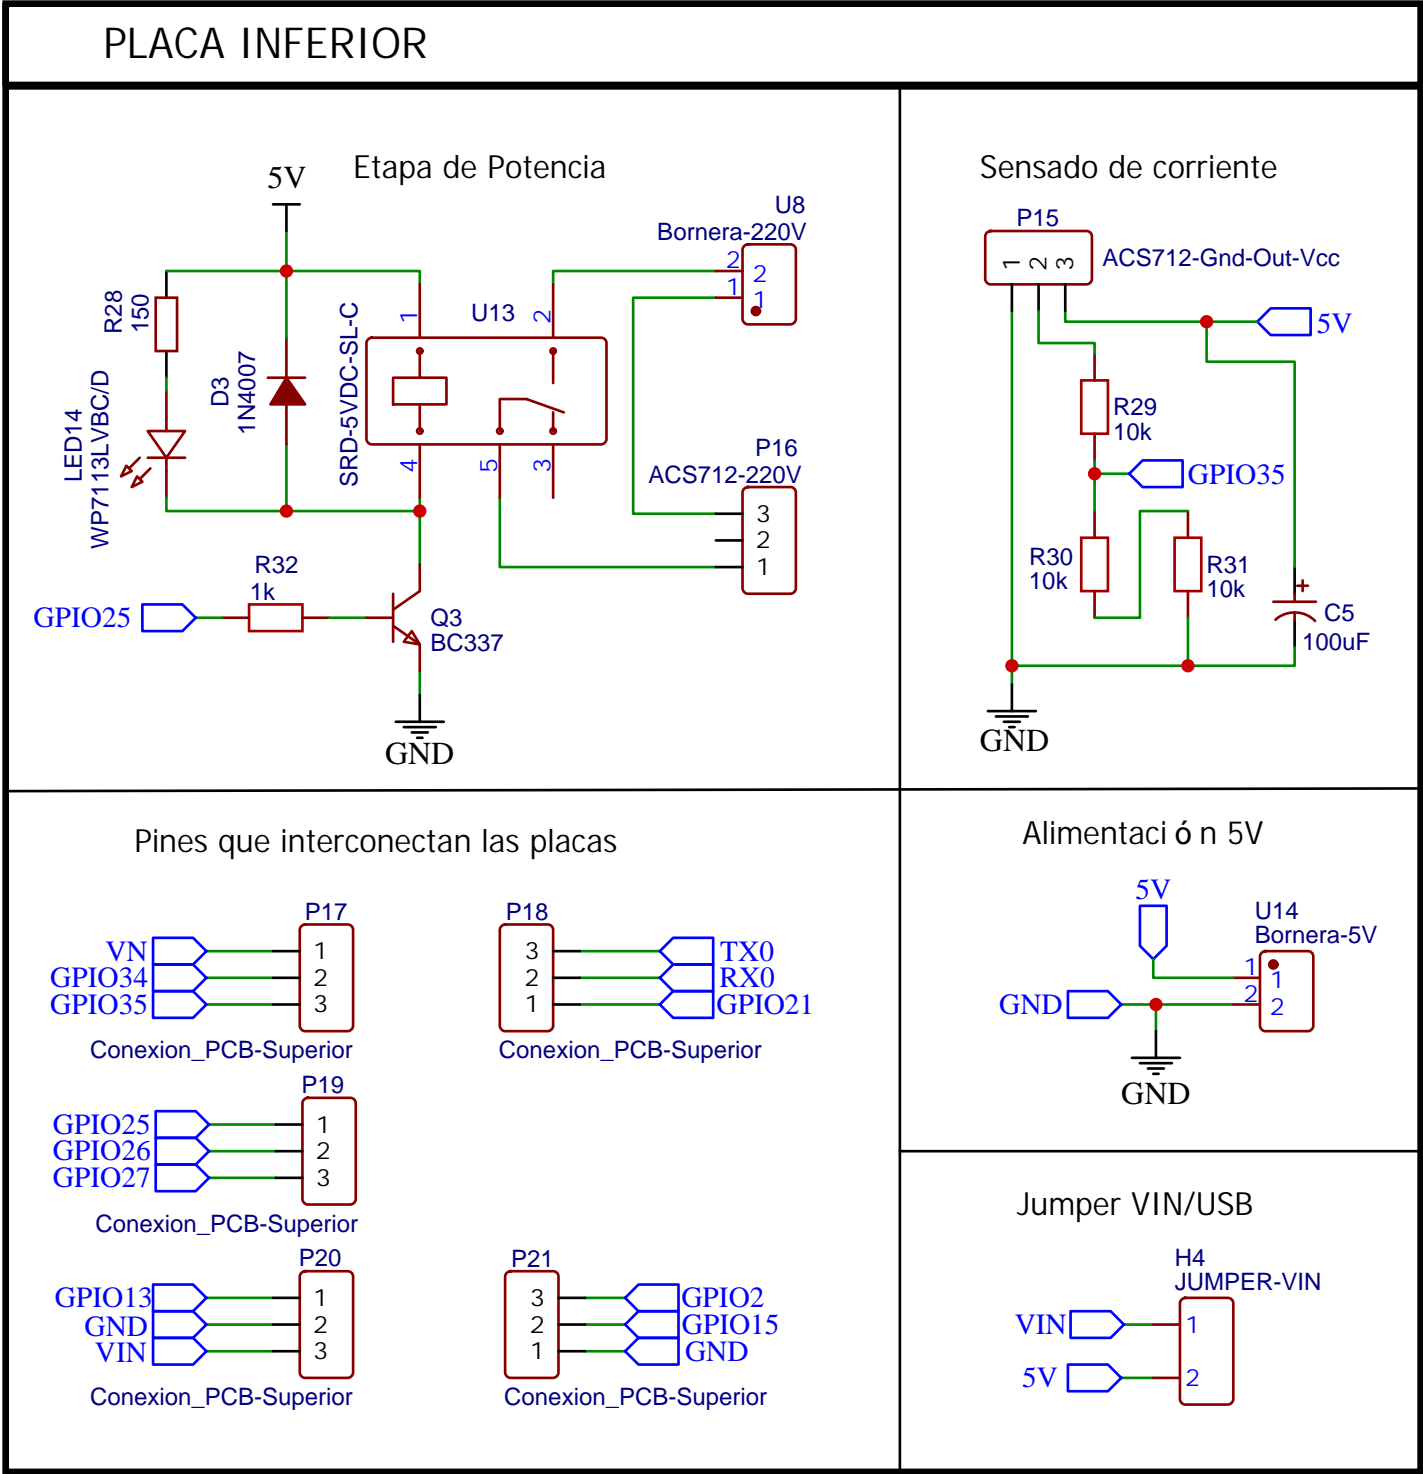 PLACA INFERIOR
Etapa de Potencia
5V
R28
150
LED14
WP7113LVBC/D
D3
1N4007
SRD-5VDC-SL-C
U13
1
2
4
5
3
U8
Bornera-220V
2
2
1
1
P16
ACS712-220V
3
2
1
R32
1k
GPIO25
Q3
BC337
GND
Sensado de corriente
P15
1
2
3
ACS712-Gnd-Out-Vcc
5V
R29
10k
GPIO35
R30
10k
R31
10k
C5
100uF
+
GND
Pines que interconectan las placas
P17
VN
1
GPIO34
2
GPIO35
3
Conexion_PCB-Superior
P18
3
TX0
2
RX0
1
GPIO21
Conexion_PCB-Superior
P19
GPIO25
1
GPIO26
2
GPIO27
3
Conexion_PCB-Superior
P20
GPIO13
1
GND
2
VIN
3
Conexion_PCB-Superior
P21
3
GPIO2
2
GPIO15
1
GND
Conexion_PCB-Superior
Alimentación 5V
5V
U14
Bornera-5V
1
1
2
2
GND
GND
Jumper VIN/USB
H4
JUMPER-VIN
VIN
1
5V
2